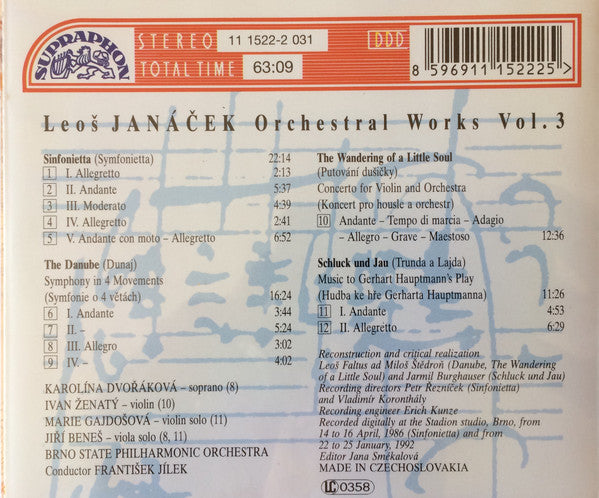 SUPRAPHON
STEREO 11 1522-2 031
TOTAL TIME 63:09
DDD
8 596911 152225
Leoš JANÁČEK Orchestral Works Vol. 3
Sinfonietta (Symfonietta) 22:14
1 I. Allegretto 2:13
2 II. Andante 5:37
3 III. Moderato 4:39
4 IV. Allegretto 2:41
5 V. Andante con moto – Allegretto 6:52
The Danube (Dunaj)
Symphony in 4 Movements
(Symfonie o 4 větách) 16:24
6 I. Andante 3:44
7 II. – 5:24
8 III. Allegro 3:02
9 IV. – 4:02
KAROLÍNA DVOŘÁKOVÁ – soprano (8)
IVAN ŽENATÝ – violin (10)
MARIE GAJDOŠOVÁ – violin solo (11)
JIŘÍ BENEŠ – viola solo (8, 11)
BRNO STATE PHILHARMONIC ORCHESTRA
Conductor FRANTIŠEK JÍLEK
The Wandering of a Little Soul
(Putování dušičky)
Concerto for Violin and Orchestra
(Koncert pro housle a orchestr)
10 Andante – Tempo di marcia – Adagio
– Allegro – Grave – Maestoso 12:36
Schluck und Jau (Trunda a Lajda)
Music to Gerhart Hauptmann's Play
(Hudba ke hře Gerharta Hauptmanna) 11:26
11 I. Andante 4:53
12 II. Allegretto 6:29
Reconstruction and critical realization
Leoš Faltus ad Miloš Štědroň (Danube, The Wandering
of a Little Soul) and Jarmil Burghauser (Schluck und Jau)
Recording directors Petr Řezníček (Sinfonietta)
and Vladimír Koronthály
Recording engineer Erich Kunze
Recorded digitally at the Stadion studio, Brno, from
14 to 16 April, 1986 (Sinfonietta) and from
22 to 25 January, 1992
Editor Jana Smékalová
MADE IN CZECHOSLOVAKIA
LC 0358